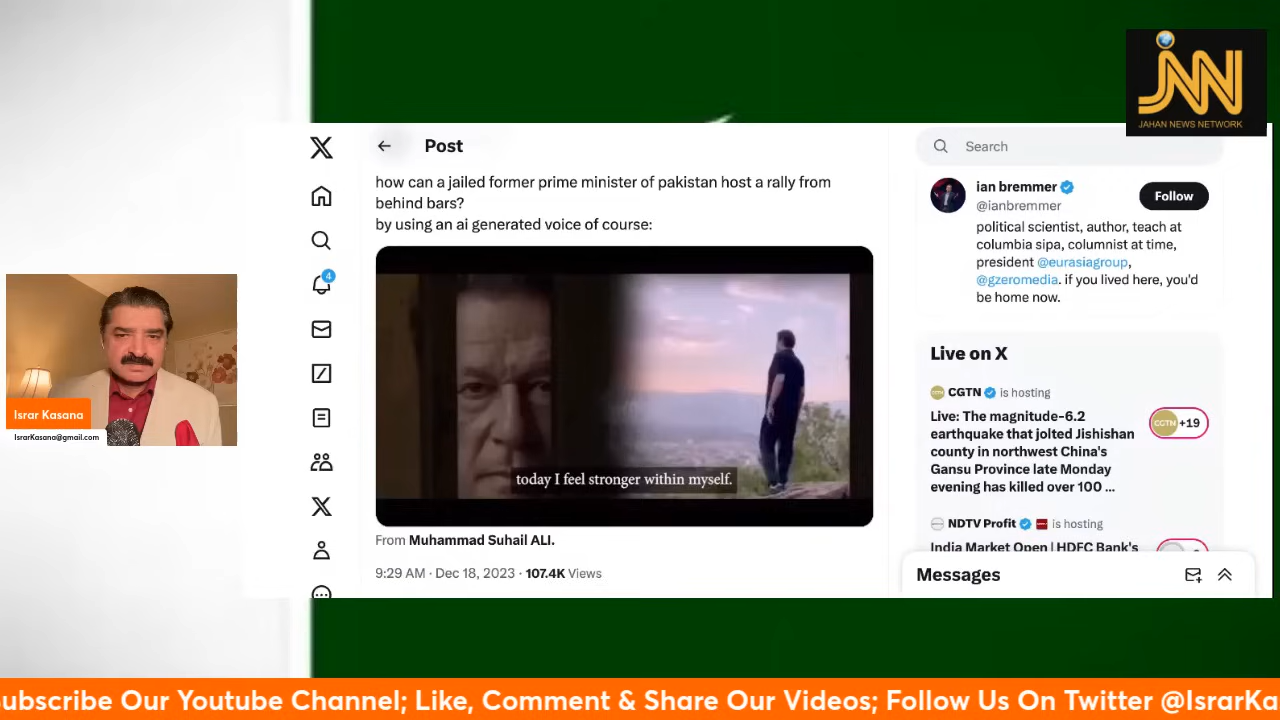 JNN
JAHAN NEWS NETWORK
Post
how can a jailed former prime minister of pakistan host a rally from
behind bars?
by using an ai generated voice of course:
today I feel stronger within myself.
From Muhammad Suhail ALI.
9:29 AM · Dec 18, 2023 · 107.4K Views
4
Search
ian bremmer
@ianbremmer
Follow
political scientist, author, teach at
columbia sipa, columnist at time,
president @eurasiagroup,
@gzeromedia. if you lived here, you'd
be home now.
Live on X
CGTN is hosting
Live: The magnitude-6.2
earthquake that jolted Jishishan
county in northwest China's
Gansu Province late Monday
evening has killed over 100 ...
CGTN +19
NDTV Profit is hosting
India Market Open | HDFC Bank's
Messages
Israr Kasana
IsrarKasana@gmail.com
ubscribe Our Youtube Channel; Like, Comment & Share Our Videos; Follow Us On Twitter @IsrarKa